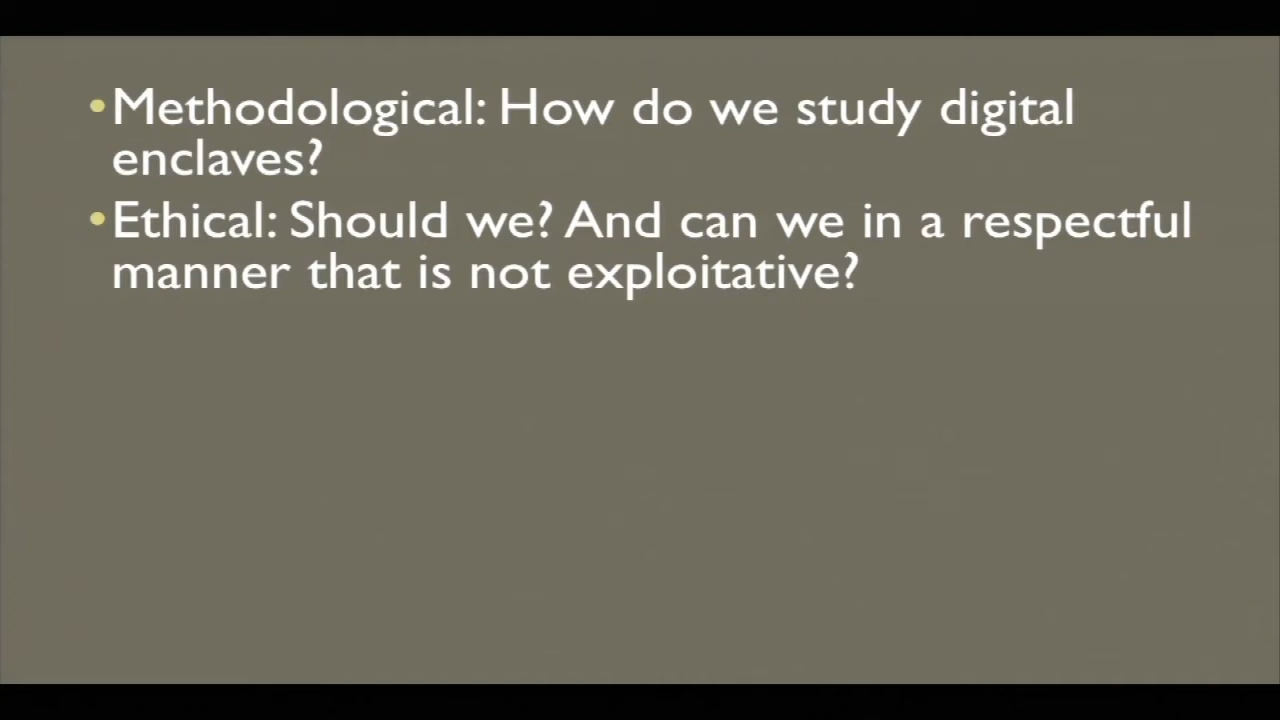 •Methodological: How do we study digital
enclaves?
•Ethical: Should we? And can we in a respectful
manner that is not exploitative?